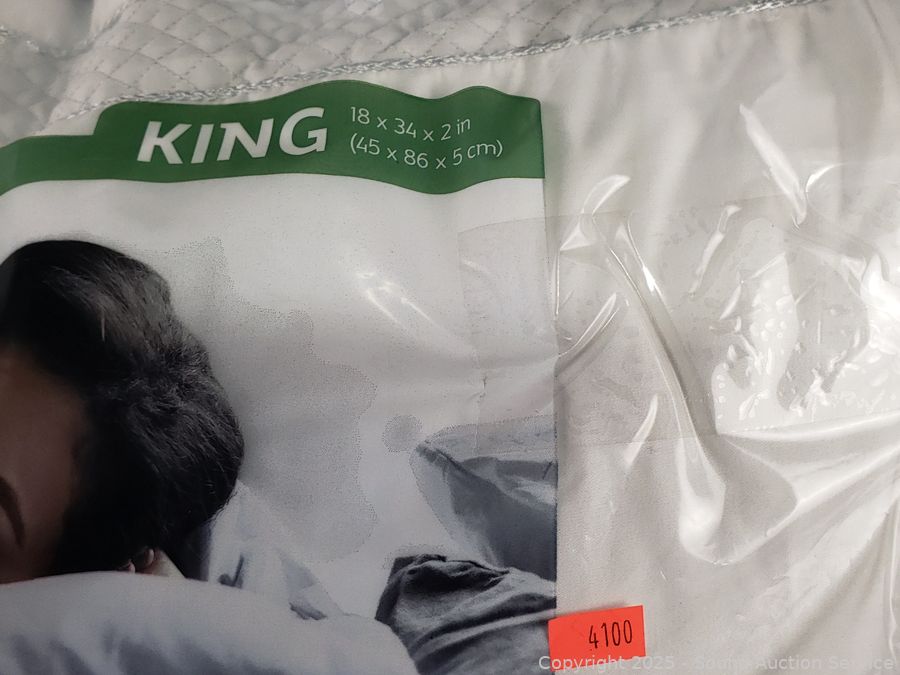 KING
18 x 34 x 2 in
(45 x 86 x 5 cm)
4100
Copyright 2025 - Sound Auction Service